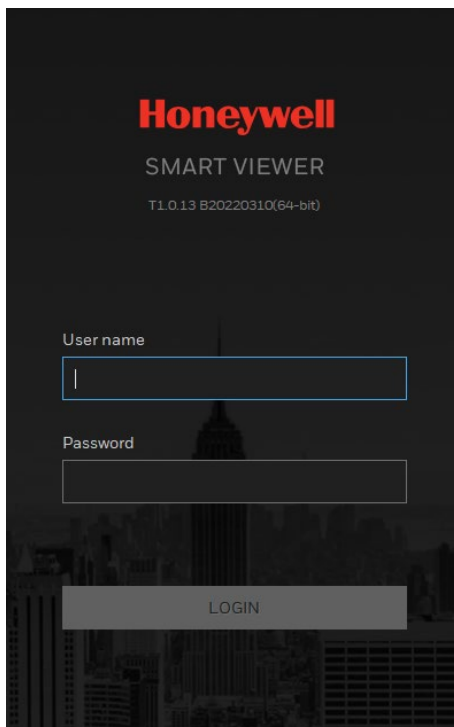 Honeywell
SMART VIEWER
T1.0.13 B20220310(64-bit)
User name
Password
LOGIN